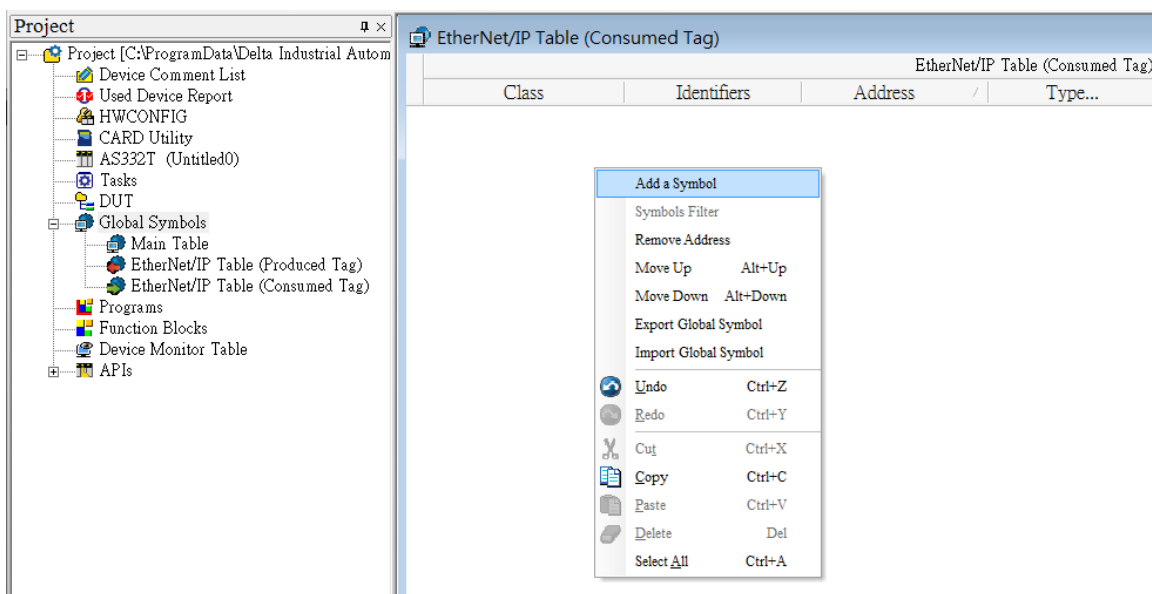 Project
Project [C:\ProgramData\Delta Industrial Autom
Device Comment List
Used Device Report
HWCONFIG
CARD Utility
AS332T (Untitled0)
Tasks
DUT
Global Symbols
Main Table
EtherNet/IP Table (Produced Tag)
EtherNet/IP Table (Consumed Tag)
Programs
Function Blocks
Device Monitor Table
APIs
EtherNet/IP Table (Consumed Tag)
EtherNet/IP Table (Consumed Tag)
Class Identifiers Address Type...
Add a Symbol
Symbols Filter
Remove Address
Move Up Alt+Up
Move Down Alt+Down
Export Global Symbol
Import Global Symbol
Undo Ctrl+Z
Redo Ctrl+Y
Cut Ctrl+X
Copy Ctrl+C
Paste Ctrl+V
Delete Del
Select All Ctrl+A